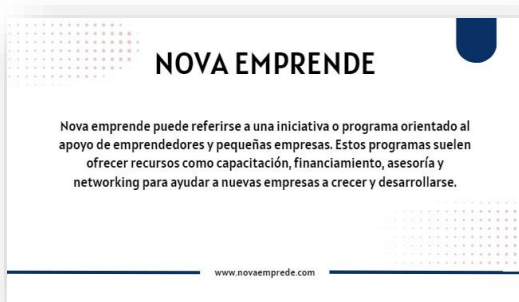 NOVA EMPRENDE
Nova emprende puede referirse a una iniciativa o programa orientado al
apoyo de emprendedores y pequeñas empresas. Estos programas suelen
ofrecer recursos como capacitación, financiamiento, asesoría y
networking para ayudar a nuevas empresas a crecer y desarrollarse.
www.novaemprede.com